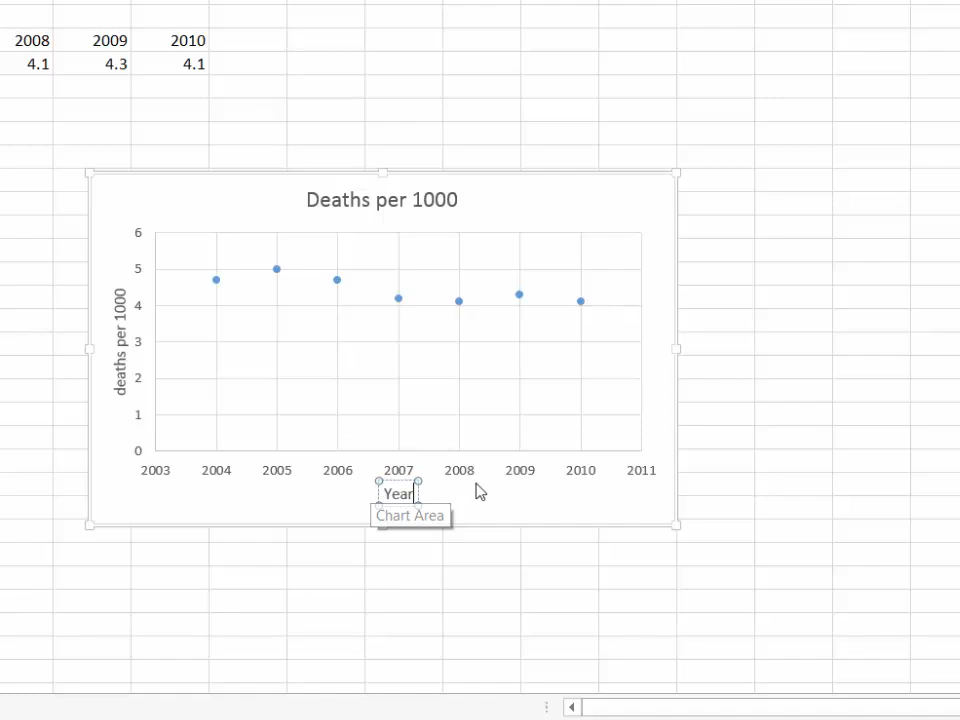 2008 2009 2010
4.1 4.3 4.1
Deaths per 1000
6
5
4
3
2
1
0
deaths per 1000
2003 2004 2005 2006 2007 2008 2009 2010 2011
Year
Chart Area